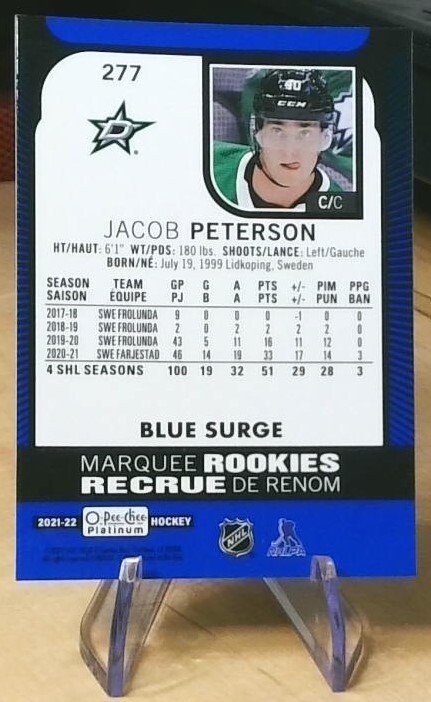 277
D
40
CCM
C/C
JACOB PETERSON
HT/HAUT: 6'1" WT/PDS: 180 lbs. SHOOTS/LANCE: Left/Gauche
BORN/NÉ: July 19, 1999 Lidkoping, Sweden
SEASON TEAM GP G A PTS +/- PIM PPG
SAISON ÉQUIPE PJ B A PTS +/- PUN BAN
2017-18 SWE FROLUNDA 9 0 0 0 -1 0 0
2018-19 SWE FROLUNDA 2 0 2 2 2 2 0
2019-20 SWE FROLUNDA 43 5 11 16 11 12 0
2020-21 SWE FARJESTAD 46 14 19 33 17 14 3
4 SHL SEASONS 100 19 32 51 29 28 3
BLUE SURGE
MARQUEE ROOKIES
RECRUE DE RENOM
2021-22 O-Pee-Chee Platinum HOCKEY
NHL
NHLPA